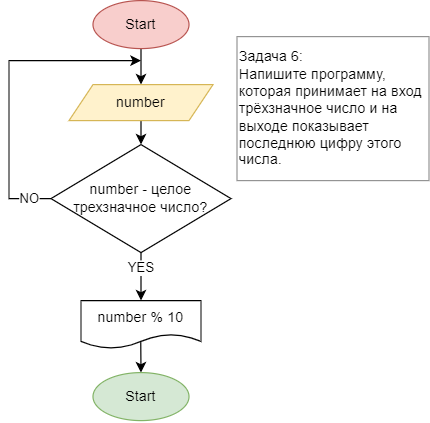 Start
number
number - целое
трехзначное число?
NO
YES
number % 10
Start
Задача 6:
Напишите программу,
которая принимает на вход
трёхзначное число и на
выходе показывает
последнюю цифру этого
числа.